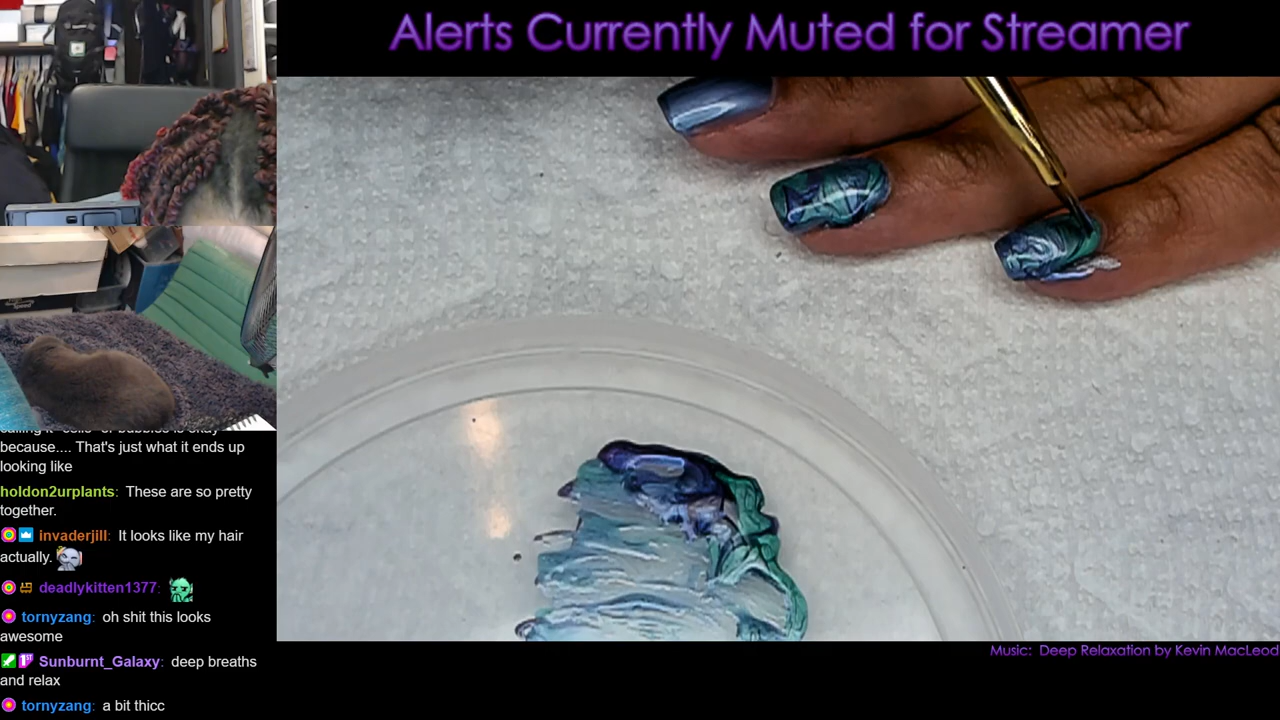 Alerts Currently Muted for Streamer
because.... That's just what it ends up
looking like
holdon2urplants: These are so pretty
together.
invaderjill: It looks like my hair
actually.
deadlykitten1377:
tornyzang: oh shit this looks
awesome
Sunburnt_Galaxy: deep breaths
and relax
tornyzang: a bit thicc
Music: Deep Relaxation by Kevin MacLeod